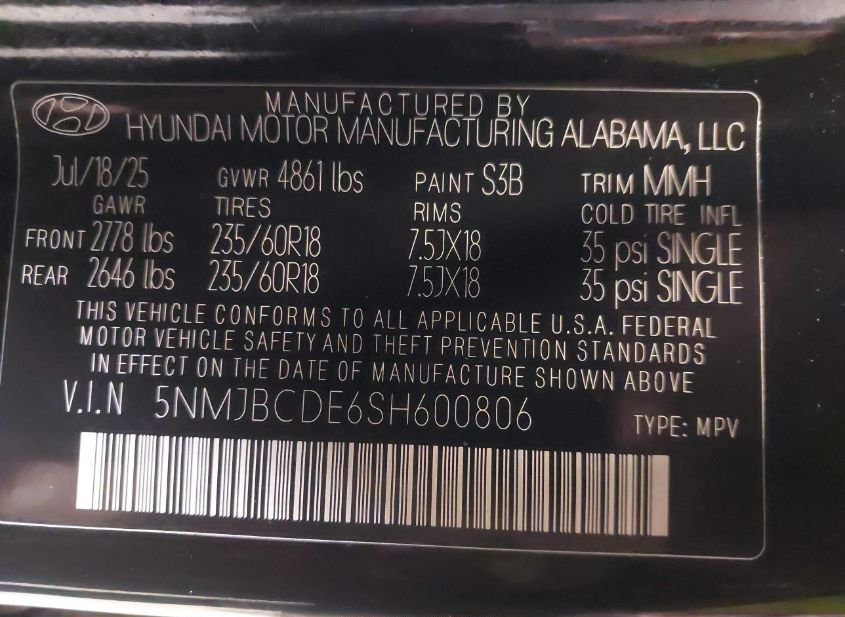 MANUFACTURED BY
HYUNDAI MOTOR MANUFACTURING ALABAMA, LLC
Jul/18/25 GVWR 4861 lbs PAINT S3B TRIM MMH
GAWR TIRES RIMS COLD TIRE INFL
FRONT 2778 lbs 235/60R18 7.5JX18 35 psi SINGLE
REAR 2646 lbs 235/60R18 7.5JX18 35 psi SINGLE
THIS VEHICLE CONFORMS TO ALL APPLICABLE U.S.A. FEDERAL
MOTOR VEHICLE SAFETY AND THEFT PREVENTION STANDARDS
IN EFFECT ON THE DATE OF MANUFACTURE SHOWN ABOVE
V.I.N 5NMJBCDE6SH600806 TYPE: MPV